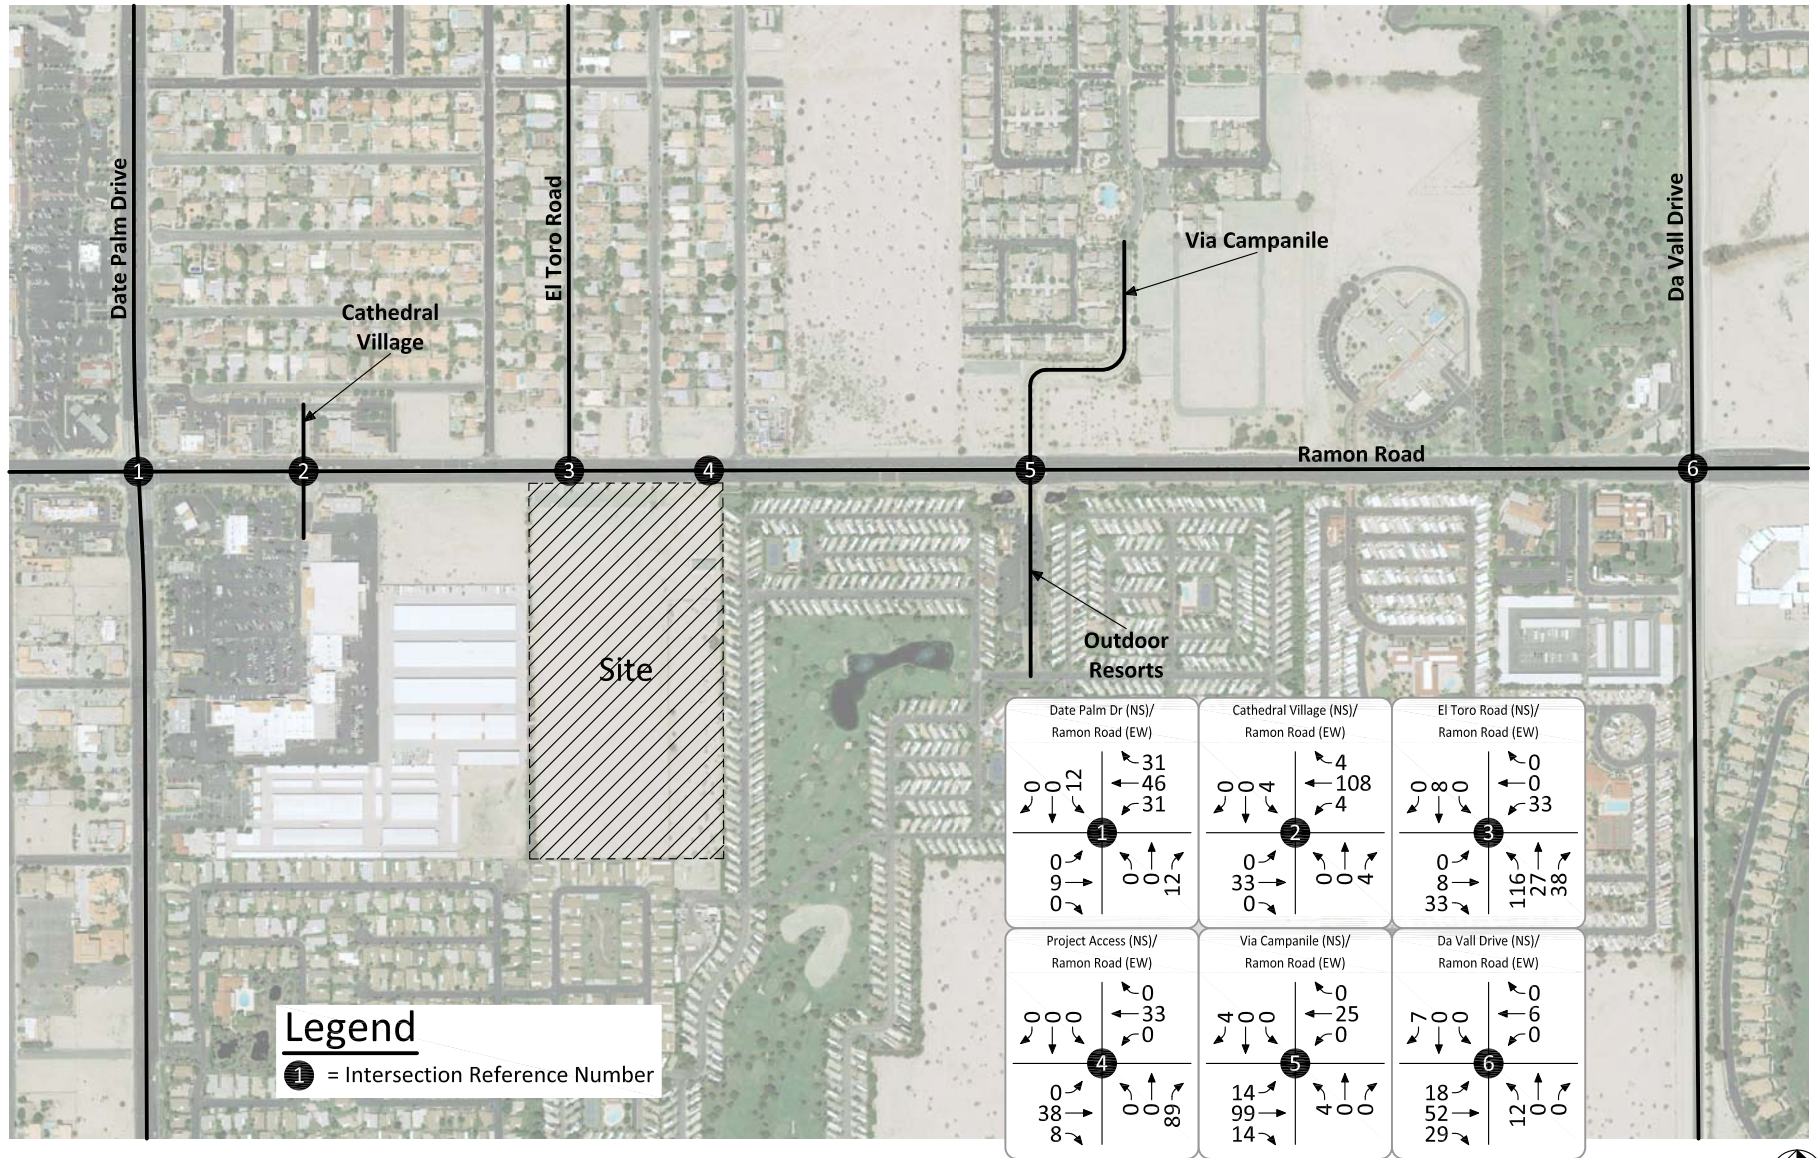 Date Palm Drive
El Toro Road
Cathedral
Village
Via Campanile
Da Vall Drive
Ramon Road
1
2
3
4
5
6
Site
Outdoor
Resorts
Date Palm Dr (NS)/
Ramon Road (EW)
0 0 12
31
46
31
1
0
9
0
0 0 12
Cathedral Village (NS)/
Ramon Road (EW)
0 0 4
4
108
4
2
0
33
0
0 0 4
El Toro Road (NS)/
Ramon Road (EW)
0 8 0
0
0
33
3
0
8
33
116 27 38
Project Access (NS)/
Ramon Road (EW)
0 0 0
0
33
0
4
0
38
8
0 0 89
Via Campanile (NS)/
Ramon Road (EW)
4 0 0
0
25
0
5
14
99
14
4 0 0
Da Vall Drive (NS)/
Ramon Road (EW)
7 0 0
0
6
0
6
18
52
29
12 0 0
Legend
1 = Intersection Reference Number